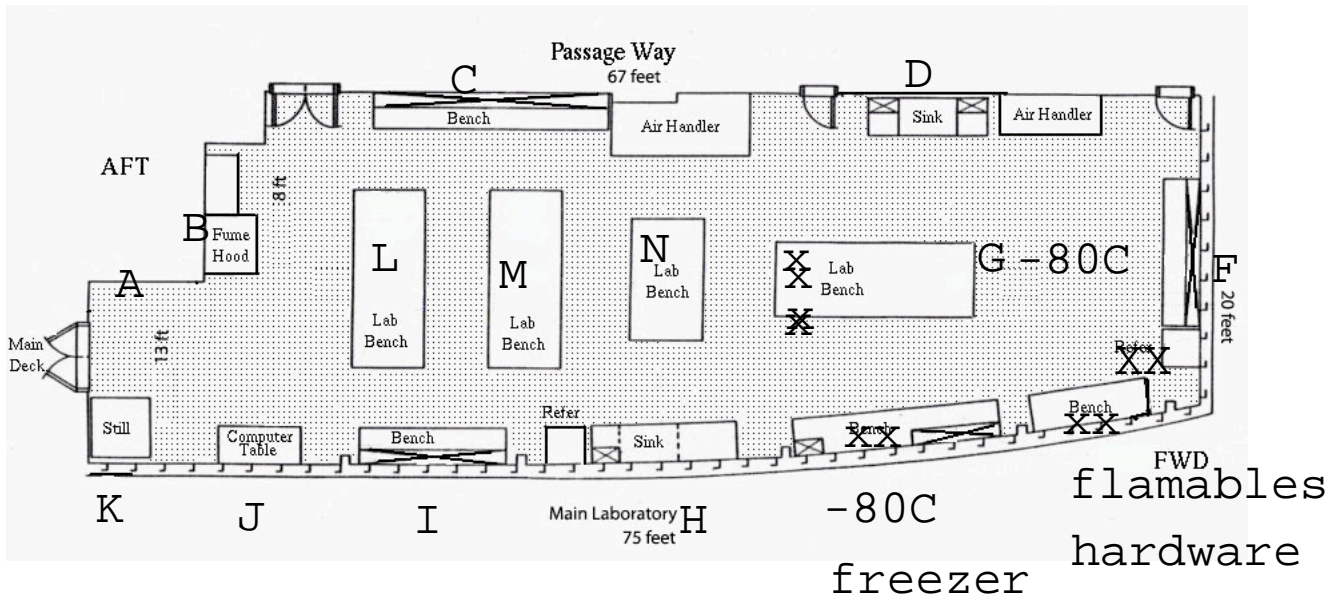 Passage Way
67 feet
C
D
Bench
Air Handler
Sink
Air Handler
AFT
8 ft
B
Fume
Hood
L
M
N
Lab
Bench
X
X
X
X
Lab
Bench
G -80C
F
20 feet
A
Lab
Bench
Lab
Bench
Main
Deck
13 ft
Refer
XX
Still
Computer
Table
Bench
Refer
Sink
Bench
XX
Bench
XX
FWD
K
J
I
Main Laboratory
75 feet
H
-80C
freezer
flamables
hardware